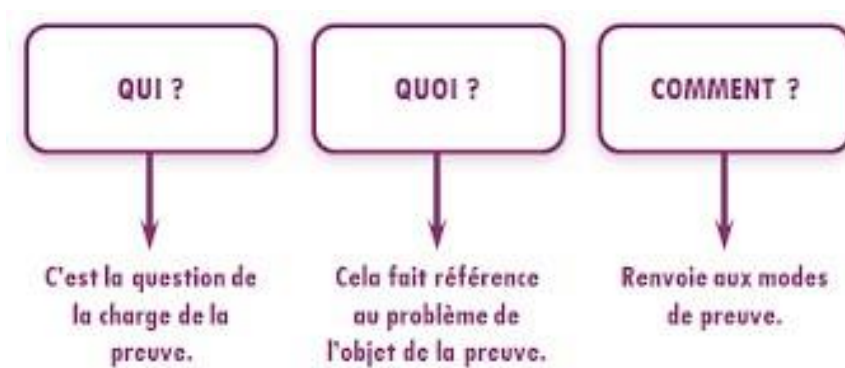 QUI ?
C'est la question de
la charge de la
preuve.
QUOI ?
Cela fait référence
au problème de
l'objet de la preuve.
COMMENT ?
Renvoie aux modes
de preuve.